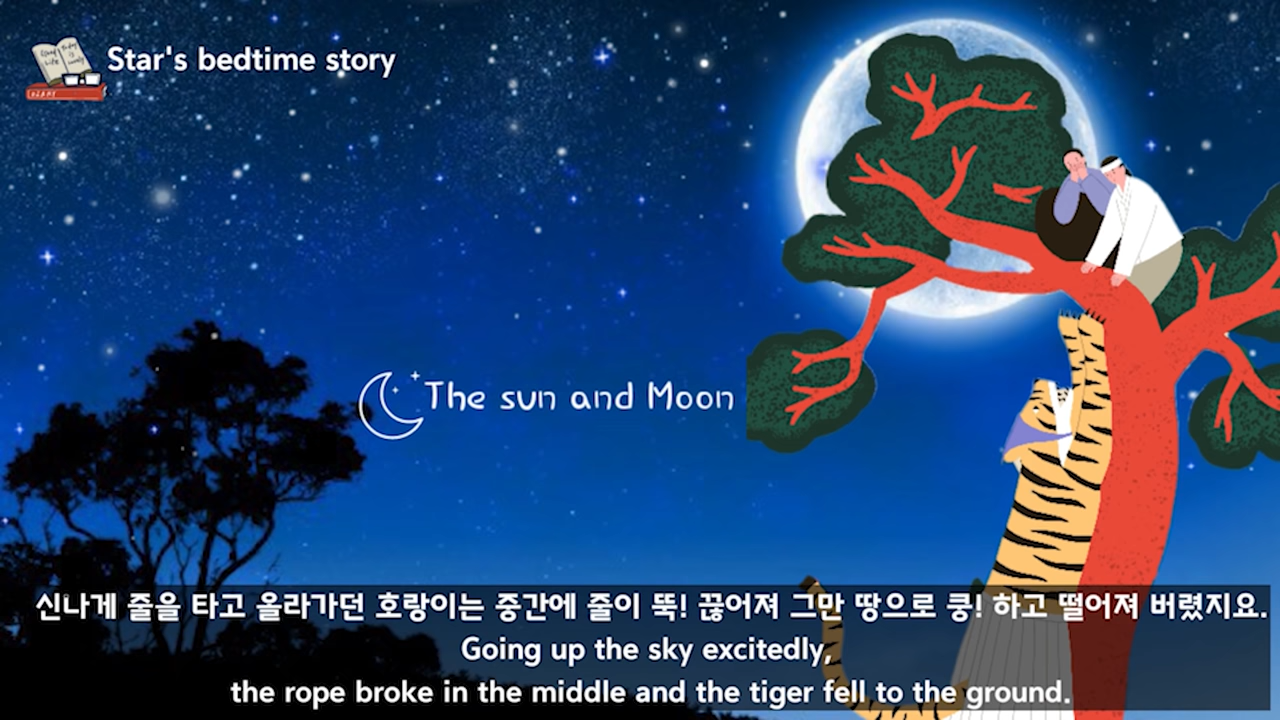 Star's bedtime story
DIARY
The sun and Moon
신나게 줄을 타고 올라가던 호랑이는 중간에 줄이 뚝! 끊어져 그만 땅으로 쿵! 하고 떨어져 버렸지요.
Going up the sky excitedly,
the rope broke in the middle and the tiger fell to the ground.